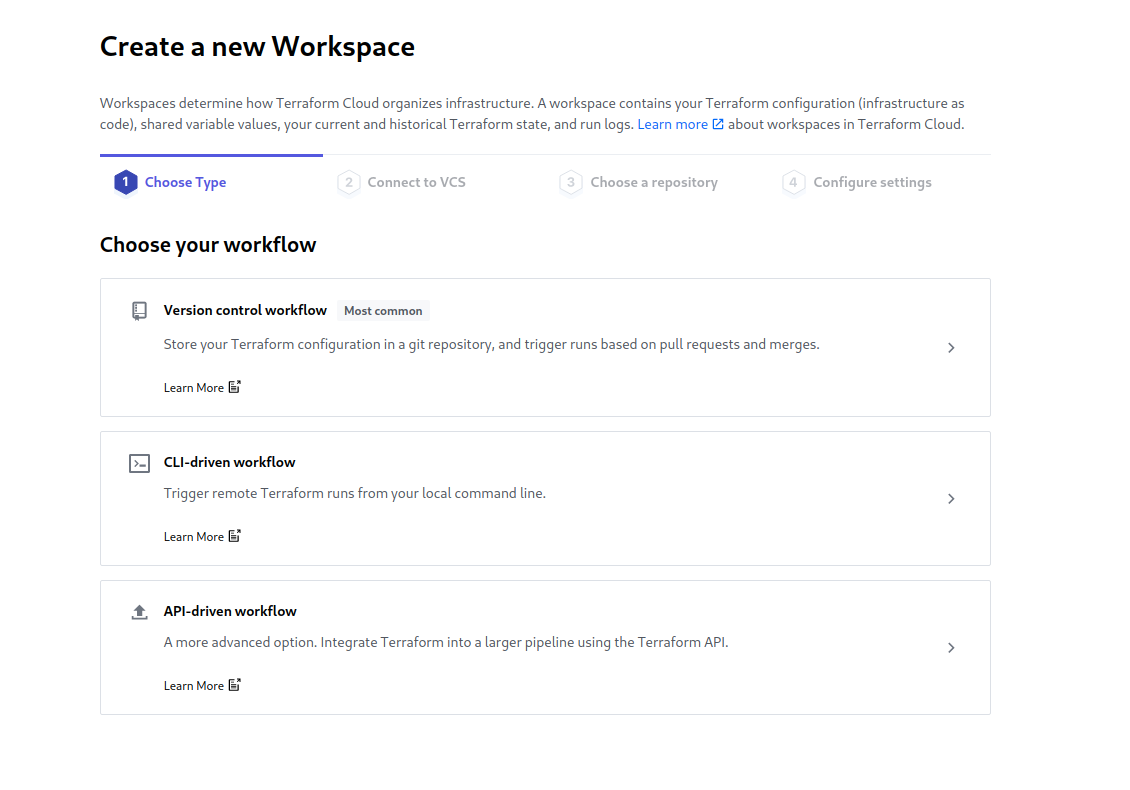 Create a new Workspace
Workspaces determine how Terraform Cloud organizes infrastructure. A workspace contains your Terraform configuration (infrastructure as
code), shared variable values, your current and historical Terraform state, and run logs. Learn more about workspaces in Terraform Cloud.
1 Choose Type
2 Connect to VCS
3 Choose a repository
4 Configure settings
Choose your workflow
Version control workflow Most common
Store your Terraform configuration in a git repository, and trigger runs based on pull requests and merges.
Learn More
CLI-driven workflow
Trigger remote Terraform runs from your local command line.
Learn More
API-driven workflow
A more advanced option. Integrate Terraform into a larger pipeline using the Terraform API.
Learn More